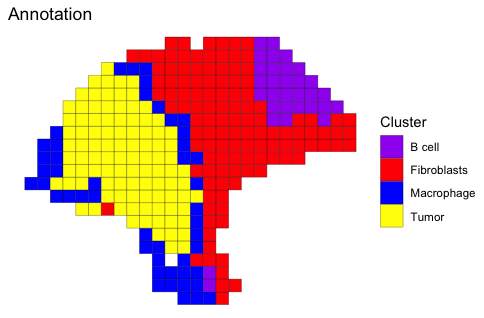 Annotation
Cluster
B cell
Fibroblasts
Macrophage
Tumor